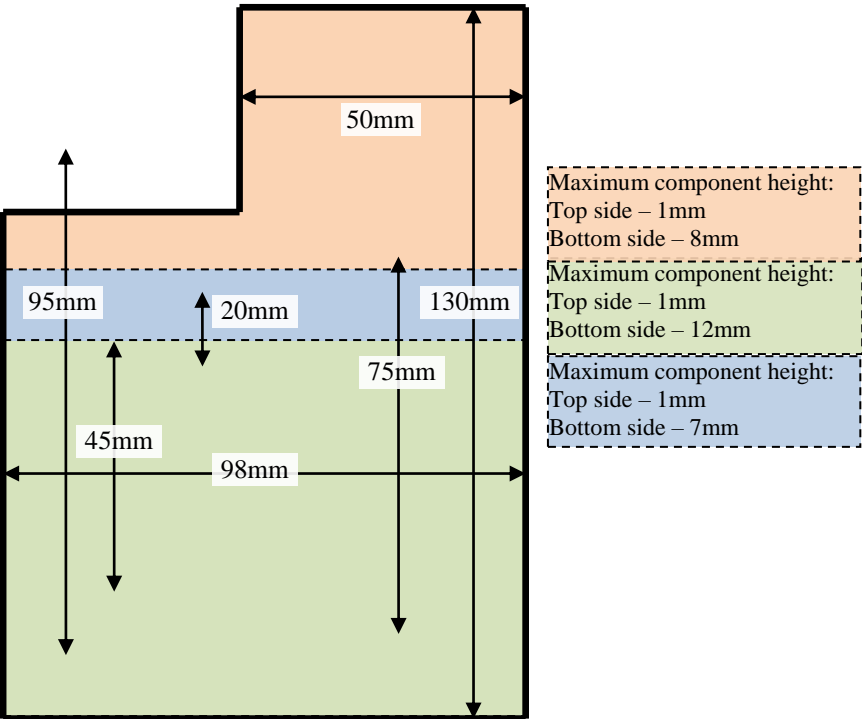 50mm
Maximum component height:
Top side – 1mm
Bottom side – 8mm
Maximum component height:
Top side – 1mm
Bottom side – 12mm
95mm
20mm
130mm
75mm
Maximum component height:
Top side – 1mm
Bottom side – 7mm
45mm
98mm